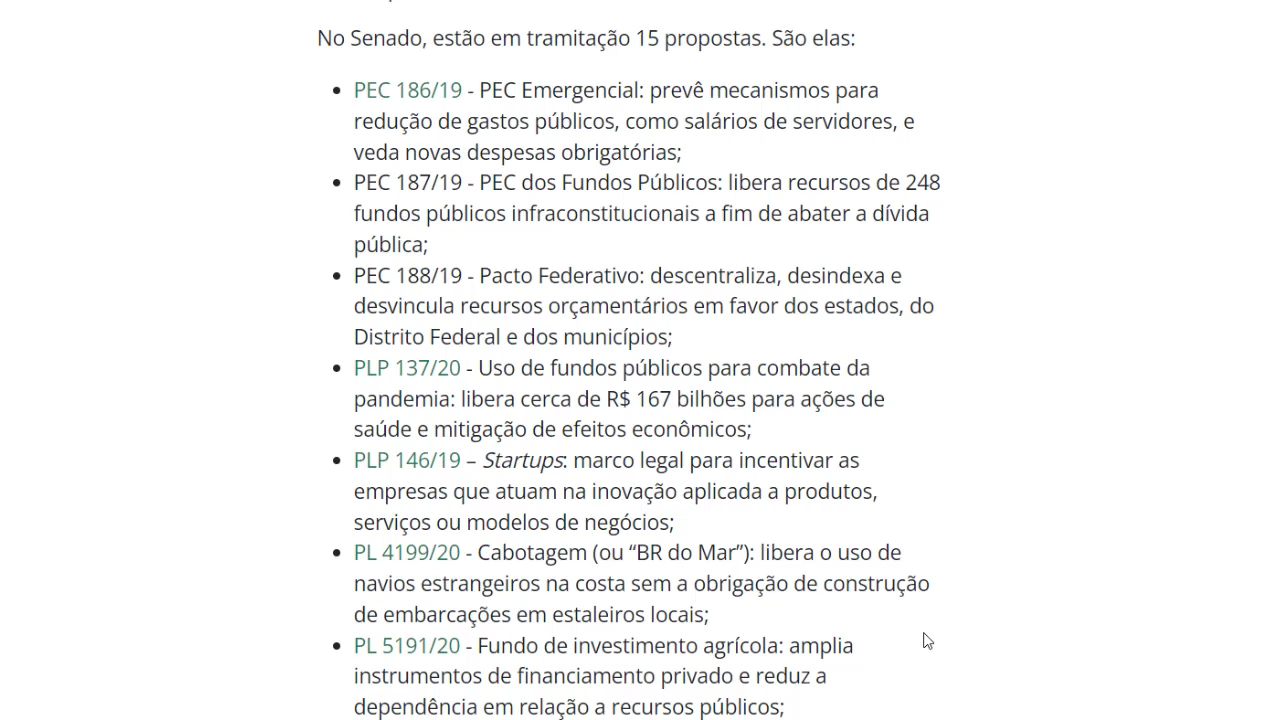 No Senado, estão em tramitação 15 propostas. São elas:
• PEC 186/19 - PEC Emergencial: prevê mecanismos para
redução de gastos públicos, como salários de servidores, e
veda novas despesas obrigatórias;
• PEC 187/19 - PEC dos Fundos Públicos: libera recursos de 248
fundos públicos infraconstitucionais a fim de abater a dívida
pública;
• PEC 188/19 - Pacto Federativo: descentraliza, desindexa e
desvincula recursos orçamentários em favor dos estados, do
Distrito Federal e dos municípios;
• PLP 137/20 - Uso de fundos públicos para combate da
pandemia: libera cerca de R$ 167 bilhões para ações de
saúde e mitigação de efeitos econômicos;
• PLP 146/19 – Startups: marco legal para incentivar as
empresas que atuam na inovação aplicada a produtos,
serviços ou modelos de negócios;
• PL 4199/20 - Cabotagem (ou “BR do Mar”): libera o uso de
navios estrangeiros na costa sem a obrigação de construção
de embarcações em estaleiros locais;
• PL 5191/20 - Fundo de investimento agrícola: amplia
instrumentos de financiamento privado e reduz a
dependência em relação a recursos públicos;